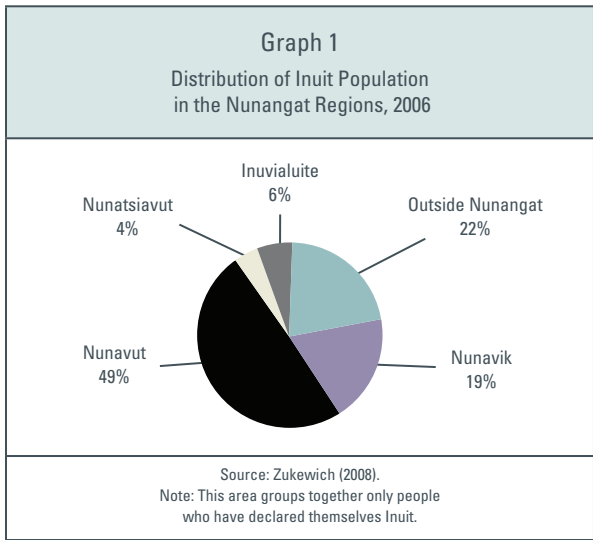 Graph 1
Distribution of Inuit Population
in the Nunangat Regions, 2006
Inuvialuite
6%
Nunatsiavut
4%
Outside Nunangat
22%
Nunavut
49%
Nunavik
19%
Source: Zukewich (2008).
Note: This area groups together only people
who have declared themselves Inuit.